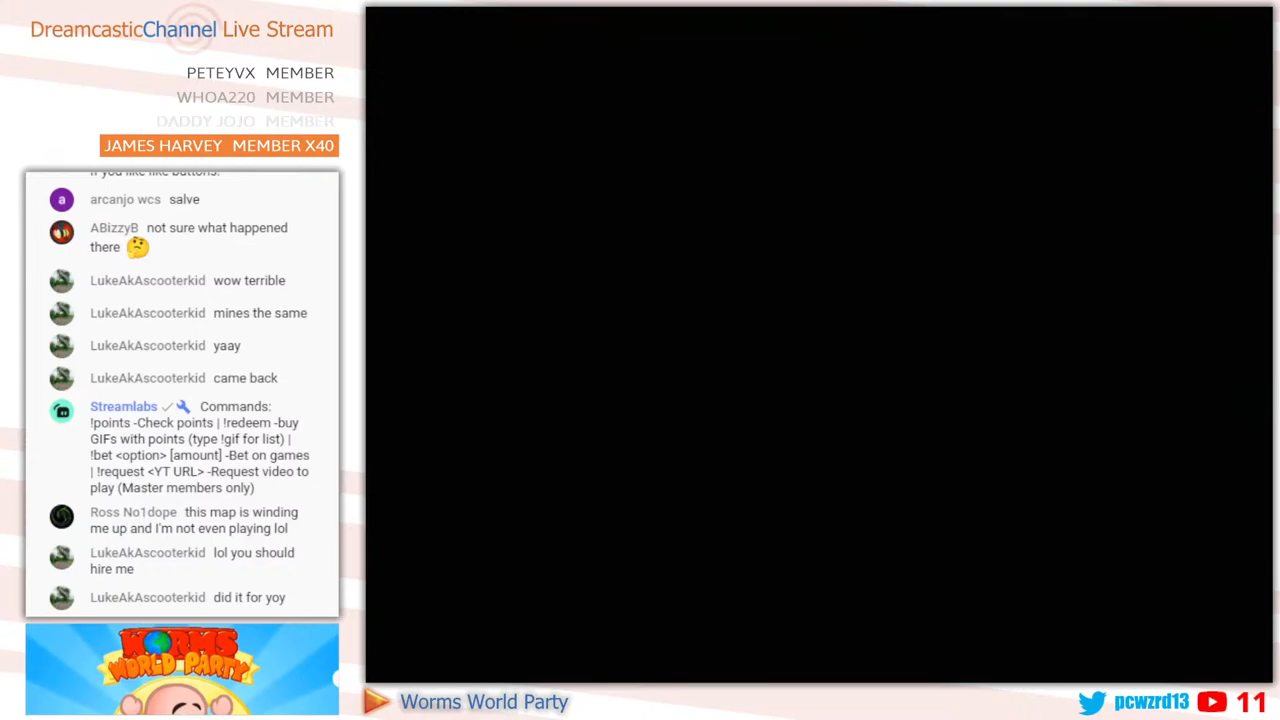 DreamcasticChannel Live Stream
PETEYVX MEMBER
WHOA220 MEMBER
DADDY JOJO MEMBER
JAMES HARVEY MEMBER X40
if you like like buttons.
arcanjo wcs salve
ABizzyB not sure what happened
there
LukeAkAscooterkid wow terrible
LukeAkAscooterkid mines the same
LukeAkAscooterkid yaay
LukeAkAscooterkid came back
Streamlabs Commands:
!points -Check points | !redeem -buy
GIFs with points (type !gif for list) |
!bet <option> [amount] -Bet on games
| !request <YT URL> -Request video to
play (Master members only)
Ross No1dope this map is winding
me up and I'm not even playing lol
LukeAkAscooterkid lol you should
hire me
LukeAkAscooterkid did it for yoy
WORMS
WORLD PARTY
Worms World Party
pcwzrd13 11